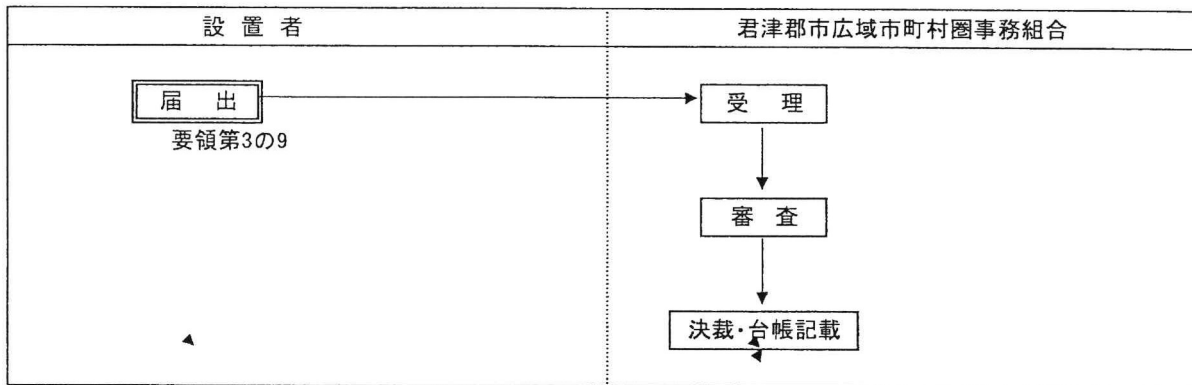 設置者
君津郡市広域市町村圏事務組合
届出
受理
要領第3の9
審査
決裁・台帳記載